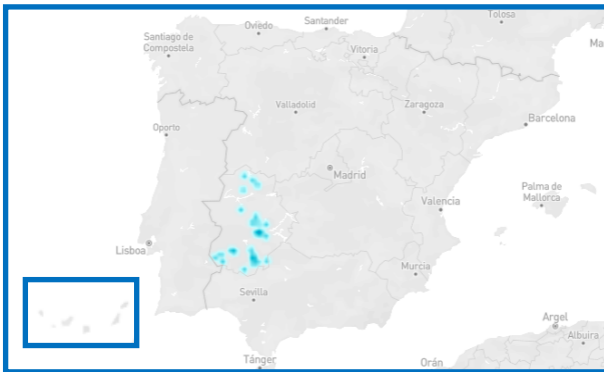 Tolosa
Oviedo
Santander
Santiago de
Compostela
Vitoria
Ma
Valladolid
Zaragoza
Barcelona
Oporto
Madrid
Palma de
Mallorca
Valencia
Lisboa
Murcia
Sevilla
Argel
Albuira
Tánger
Orán